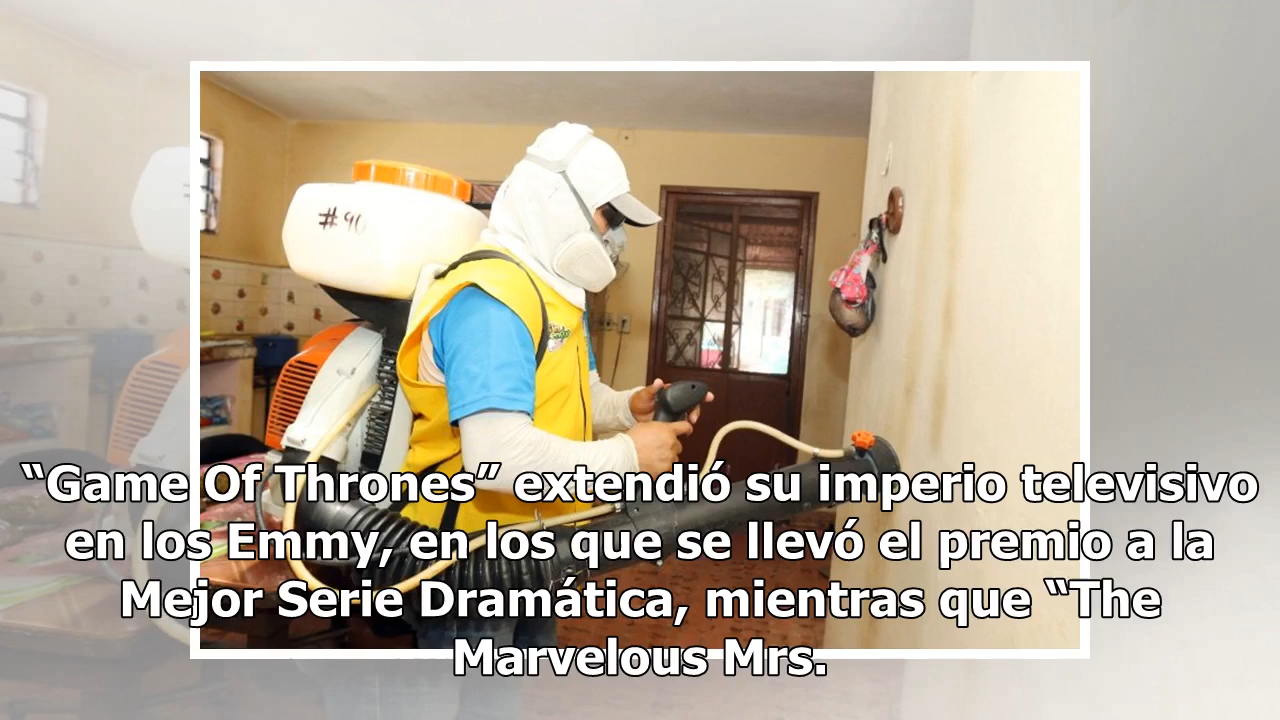 #90
“Game Of Thrones” extendió su imperio televisivo
en los Emmy, en los que se llevó el premio a la
Mejor Serie Dramática, mientras que “The
Marvelous Mrs.